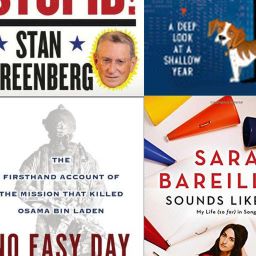 STUPID!
STAN
REENBERG
A DEEP
LOOK AT A
SHALLOW
YEAR
THE
FIRSTHAND ACCOUNT OF
THE MISSION THAT KILLED
OSAMA BIN LADEN
NO EASY DAY
SARA
BAREIL
SOUNDS LIKE
My Life (so far) in Song